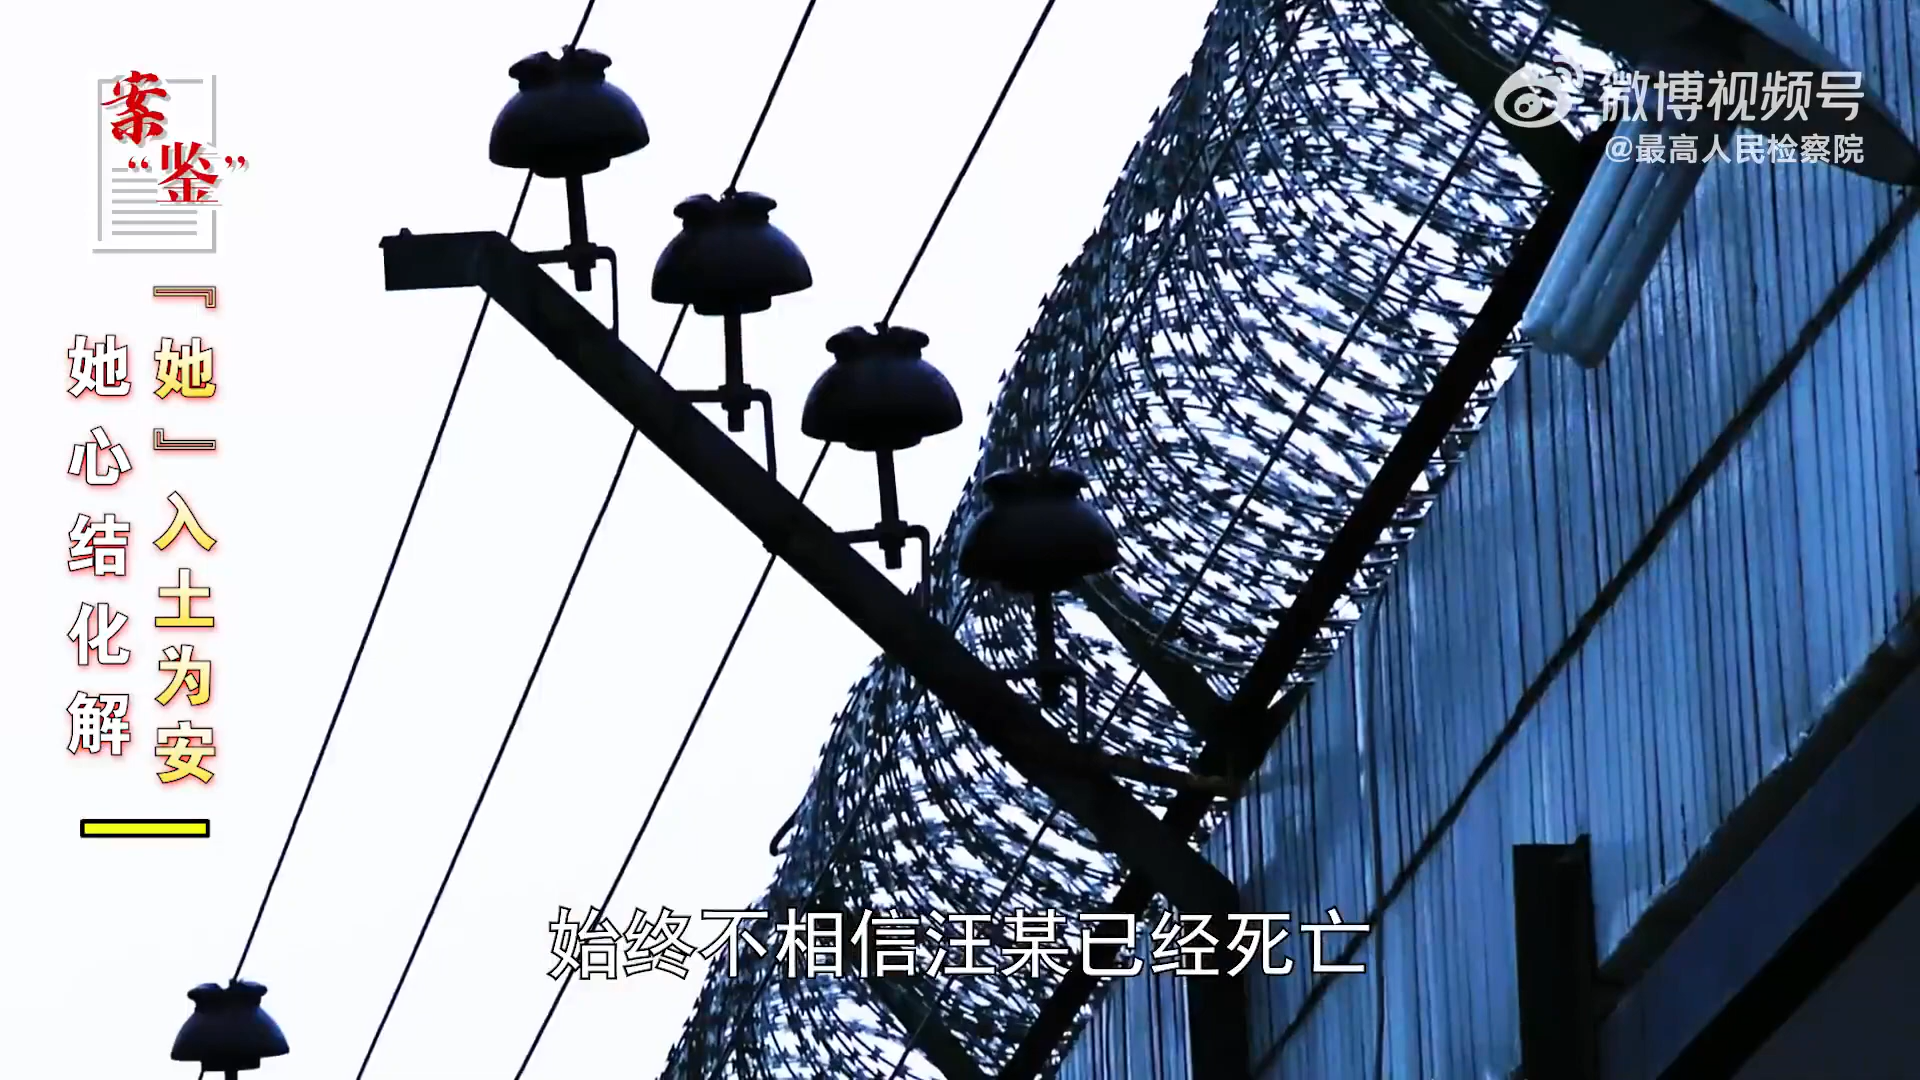 案
“鉴”
『她』入土为安
她心结化解
微博视频号
@最高人民检察院
始终不相信汪某已经死亡